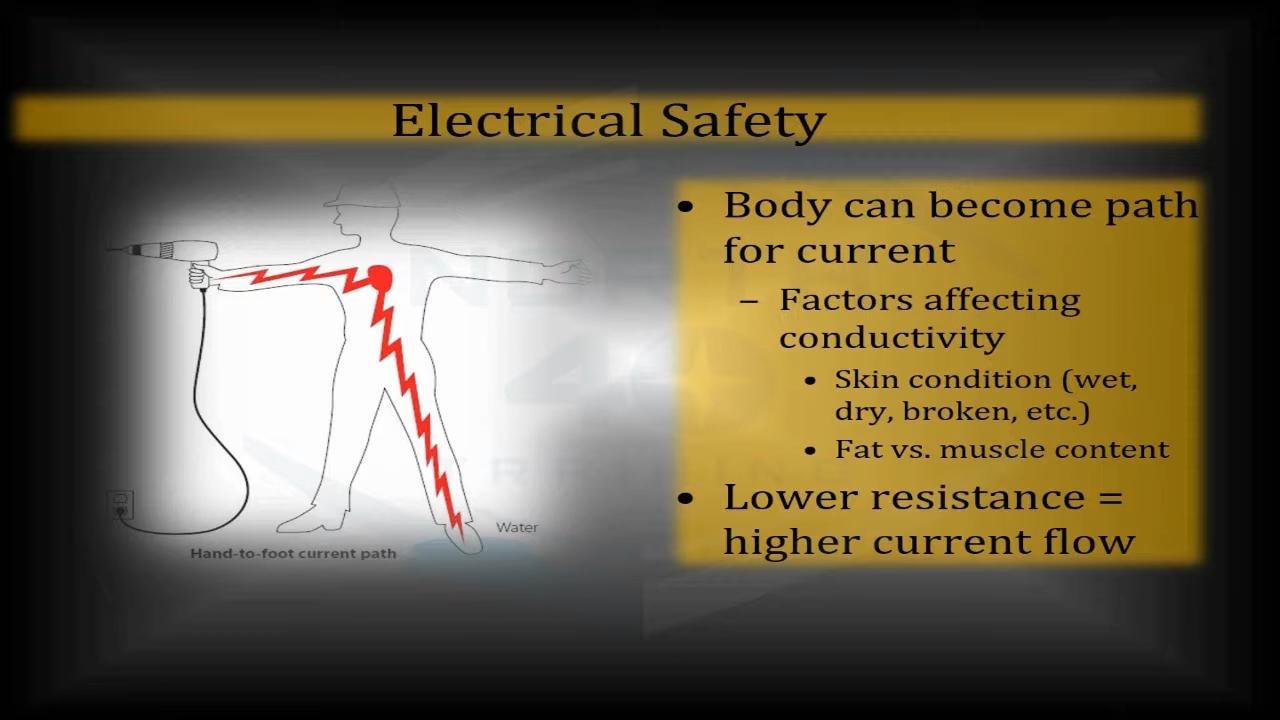 Electrical Safety
• Body can become path
for current
– Factors affecting
conductivity
• Skin condition (wet,
dry, broken, etc.)
• Fat vs. muscle content
• Lower resistance =
higher current flow
Water
Hand-to-foot current path